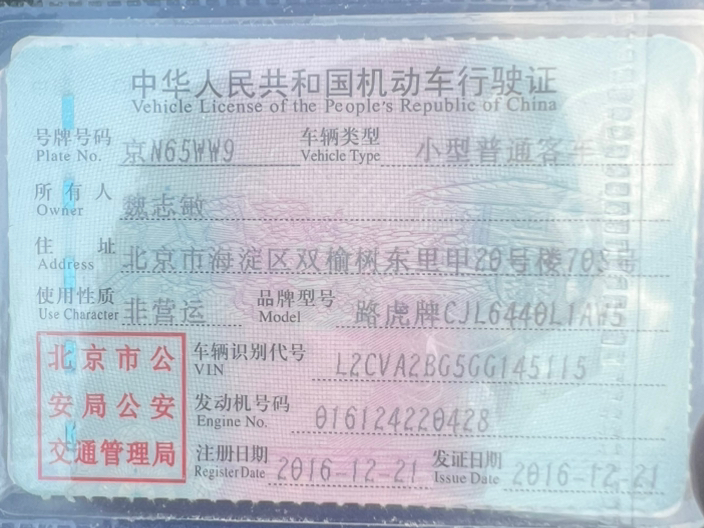 中华人民共和国机动车行驶证
Vehicle License of the People's Republic of China
号牌号码 京N65WW9 车辆类型 小型普通客车
Plate No. Vehicle Type
所有人 魏志敏
Owner
住址 北京市海淀区双榆树东里甲20号楼703号
Address
使用性质 非营运 品牌型号 路虎牌CJL6440L1AW5
Use Character Model
北京市公安局公安交通管理局
车辆识别代号 L2CVA2BG5GG145115
VIN
发动机号码 016124220428
Engine No.
注册日期 2016-12-21 发证日期 2016-12-21
Register Date Issue Date